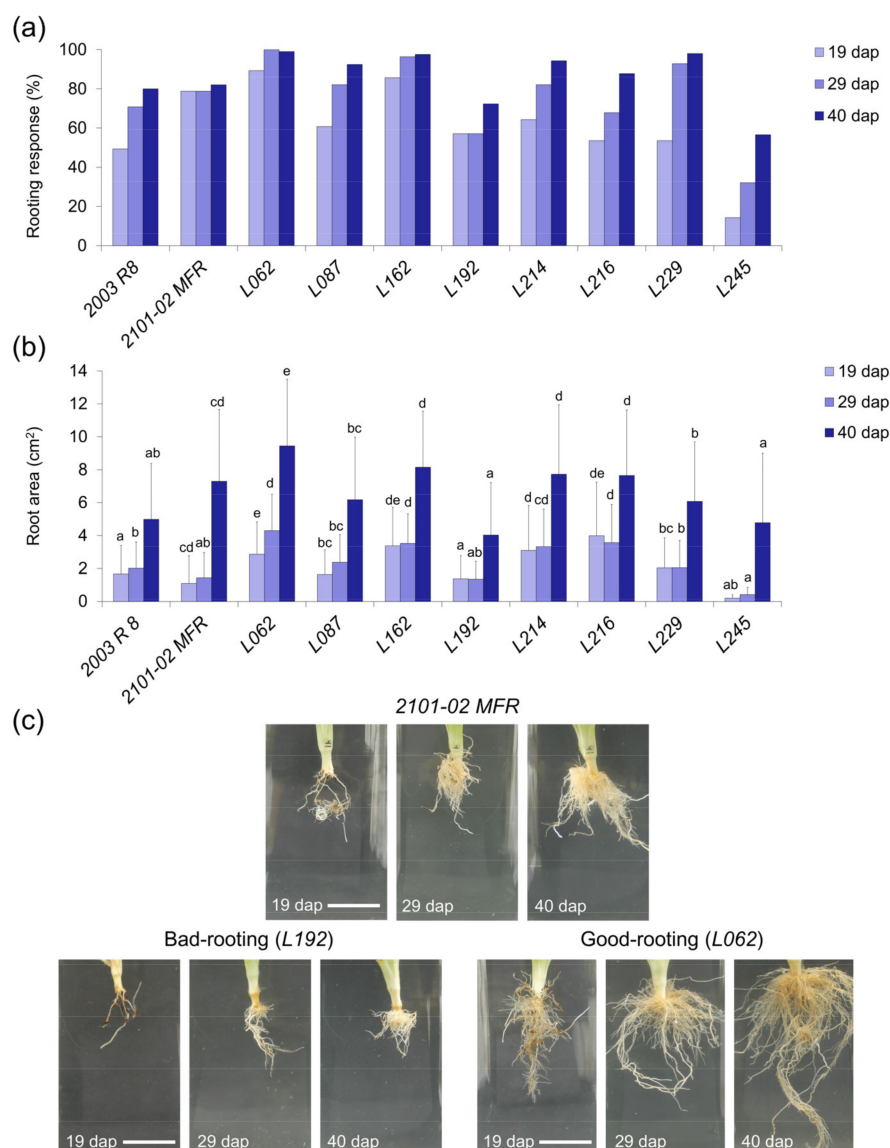 (a)
Rooting response (%)
100
80
60
40
20
0
19 dap
29 dap
40 dap
2003 R8
2101-02 MFR
L062
L087
L162
L192
L214
L216
L229
L245
(b)
Root area (cm²)
14
12
10
8
6
4
2
0
a b ab
cd ab cd
e d e
bc bc bc
de d d
a ab a
d cd d
de d d
bc b b
ab a a
19 dap
29 dap
40 dap
2003 R 8
2101-02 MFR
L062
L087
L162
L192
L214
L216
L229
L245
(c)
2101-02 MFR
19 dap
29 dap
40 dap
Bad-rooting (L192)
Good-rooting (L062)
19 dap
29 dap
40 dap
19 dap
29 dap
40 dap